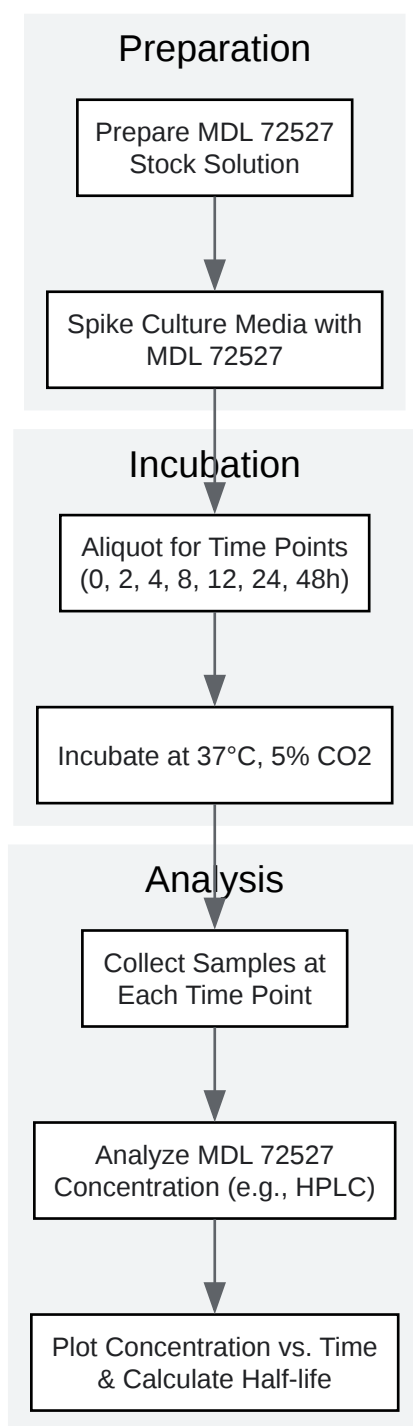 Preparation
Prepare MDL 72527
Stock Solution
Spike Culture Media with
MDL 72527
Incubation
Aliquot for Time Points
(0, 2, 4, 8, 12, 24, 48h)
Incubate at 37°C, 5% CO2
Analysis
Collect Samples at
Each Time Point
Analyze MDL 72527
Concentration (e.g., HPLC)
Plot Concentration vs. Time
& Calculate Half-life